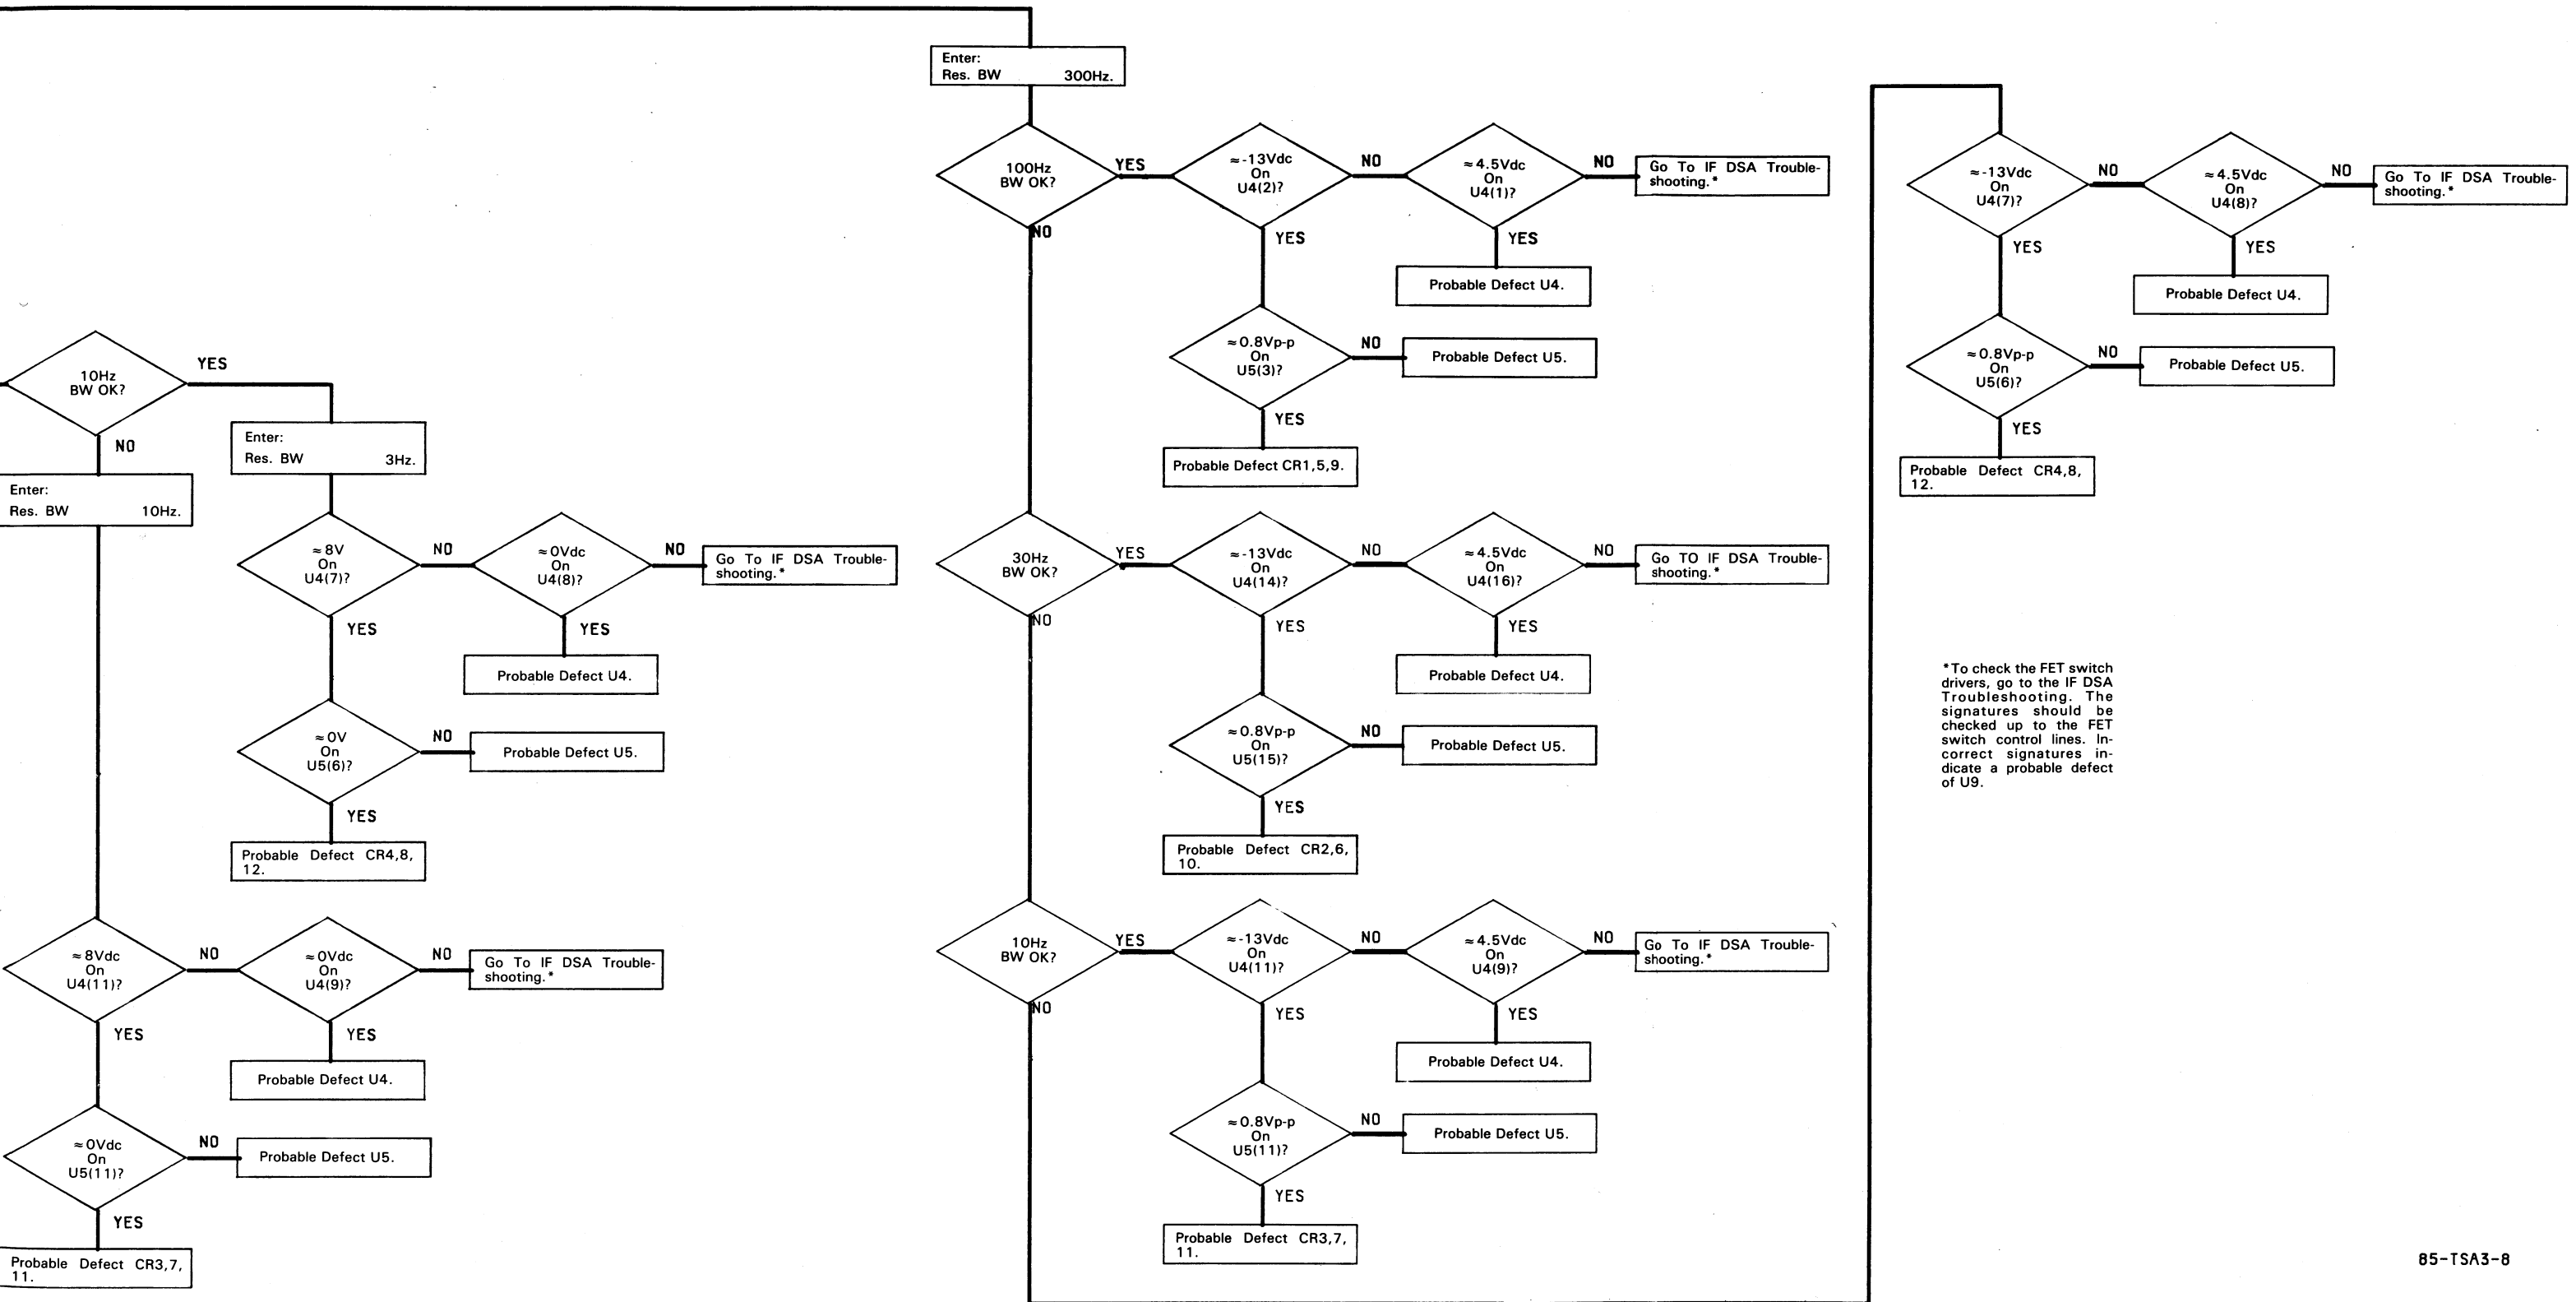 10Hz
BW OK?
YES
NO
Enter:
Res. BW 3Hz.
Enter:
Res. BW 10Hz.
≈8V
On
U4(7)?
NO
≈0Vdc
On
U4(8)?
NO
Go To IF DSA Trouble-
shooting.*
YES
YES
Probable Defect U4.
≈0V
On
U5(6)?
NO
Probable Defect U5.
YES
Probable Defect CR4,8,
12.
≈8Vdc
On
U4(11)?
NO
≈0Vdc
On
U4(9)?
NO
Go To IF DSA Trouble-
shooting.*
YES
YES
Probable Defect U4.
≈0Vdc
On
U5(11)?
NO
Probable Defect U5.
YES
Probable Defect CR3,7,
11.
Enter:
Res. BW 300Hz.
100Hz
BW OK?
YES
≈-13Vdc
On
U4(2)?
NO
≈4.5Vdc
On
U4(1)?
NO
Go To IF DSA Trouble-
shooting.*
NO
YES
YES
Probable Defect U4.
≈0.8Vp-p
On
U5(3)?
NO
Probable Defect U5.
YES
Probable Defect CR1,5,9.
30Hz
BW OK?
YES
≈-13Vdc
On
U4(14)?
NO
≈4.5Vdc
On
U4(16)?
NO
Go TO IF DSA Trouble-
shooting.*
NO
YES
YES
Probable Defect U4.
≈0.8Vp-p
On
U5(15)?
NO
Probable Defect U5.
YES
Probable Defect CR2,6,
10.
10Hz
BW OK?
YES
≈-13Vdc
On
U4(11)?
NO
≈4.5Vdc
On
U4(9)?
NO
Go To IF DSA Trouble-
shooting.*
NO
YES
YES
Probable Defect U4.
≈0.8Vp-p
On
U5(11)?
NO
Probable Defect U5.
YES
Probable Defect CR3,7,
11.
≈-13Vdc
On
U4(7)?
NO
≈4.5Vdc
On
U4(8)?
NO
Go To IF DSA Trouble-
shooting.*
YES
YES
Probable Defect U4.
≈0.8Vp-p
On
U5(6)?
NO
Probable Defect U5.
YES
Probable Defect CR4,8,
12.
*To check the FET switch
drivers, go to the IF DSA
Troubleshooting. The
signatures should be
checked up to the FET
switch control lines. In-
correct signatures in-
dicate a probable defect
of U9.
85-TSA3-8